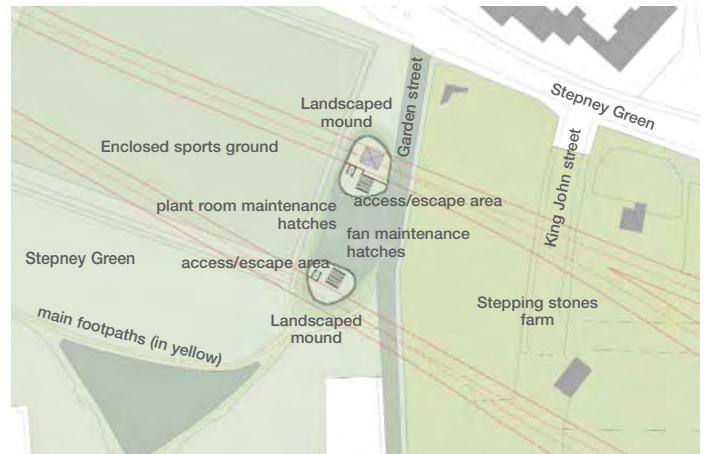 Landscaped
mound
Garden street
Stepney Green
Enclosed sports ground
King John street
access/escape area
plant room maintenance
hatches
fan maintenance
hatches
Stepney Green
access/escape area
Stepping stones
farm
main footpaths (in yellow)
Landscaped
mound